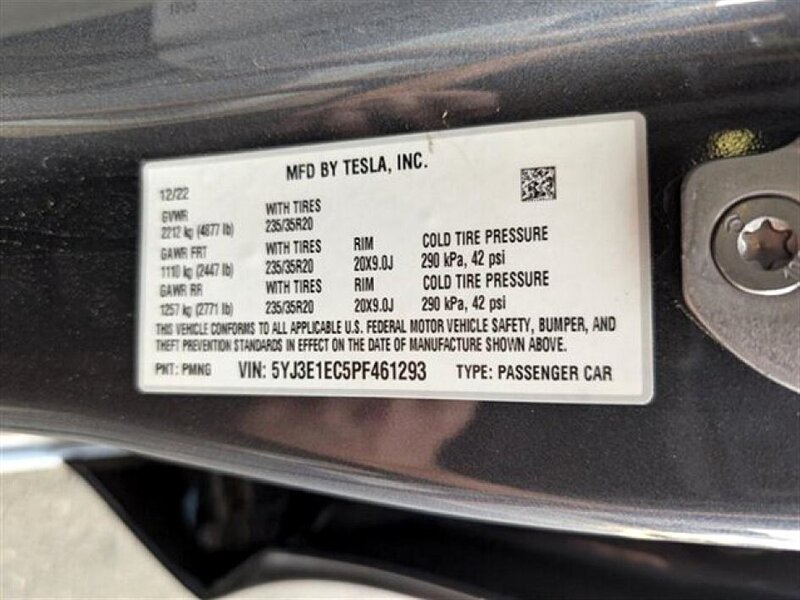 MFD BY TESLA, INC.
12/22
GVWR WITH TIRES
2212 kg (4877 lb) 235/35R20
GAWR FRT WITH TIRES RIM COLD TIRE PRESSURE
1110 kg (2447 lb) 235/35R20 20X9.0J 290 kPa, 42 psi
GAWR RR WITH TIRES RIM COLD TIRE PRESSURE
1257 kg (2771 lb) 235/35R20 20X9.0J 290 kPa, 42 psi
THIS VEHICLE CONFORMS TO ALL APPLICABLE U.S. FEDERAL MOTOR VEHICLE SAFETY, BUMPER, AND
THEFT PREVENTION STANDARDS IN EFFECT ON THE DATE OF MANUFACTURE SHOWN ABOVE.
PNT: PMNG VIN: 5YJ3E1EC5PF461293 TYPE: PASSENGER CAR